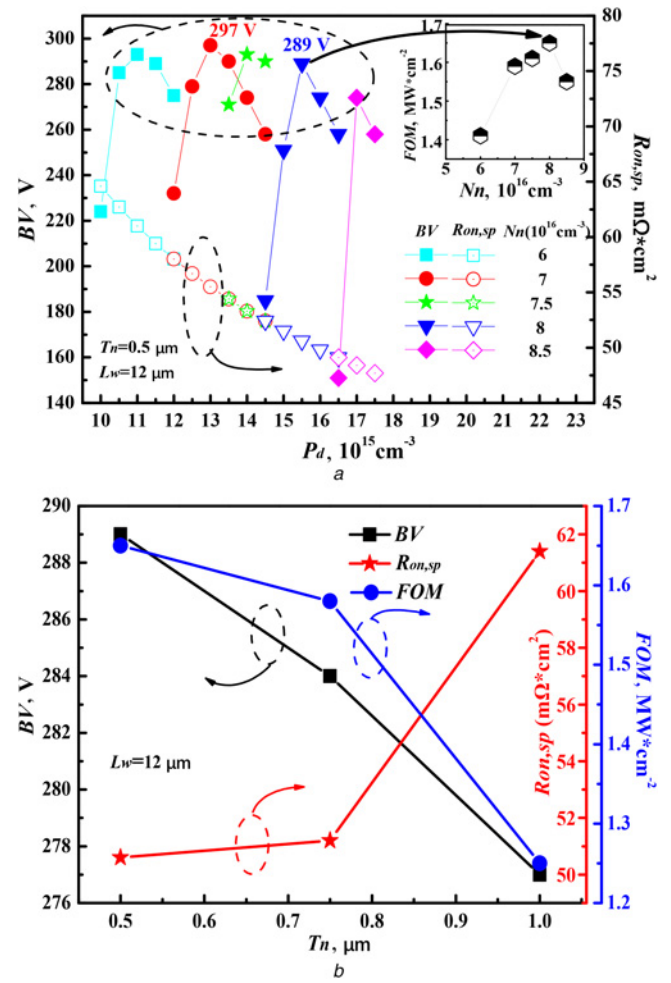 a
300
280
260
240
220
200
180
160
140
BV, V
297 V
289 V
80
75
70
65
60
55
50
45
Ron,sp, mΩ*cm²
1.7
1.6
1.5
1.4
FOM, MW*cm⁻²
5 6 7 8 9
Nn, 10¹⁶cm⁻³
BV Ron,sp Nn(10¹⁶cm⁻³)
6
7
7.5
8
8.5
Tn=0.5 μm
Lw=12 μm
10 11 12 13 14 15 16 17 18 19 20 21 22 23
Pd, 10¹⁵cm⁻³
a
b
290
288
286
284
282
280
278
276
BV, V
BV
Ron,sp
FOM
Lw=12 μm
62
60
58
56
54
52
51
50
Ron,sp (mΩ*cm²)
1.7
1.6
1.5
1.4
1.3
1.2
FOM, MW*cm⁻²
0.5 0.6 0.7 0.8 0.9 1.0
Tn, μm
b